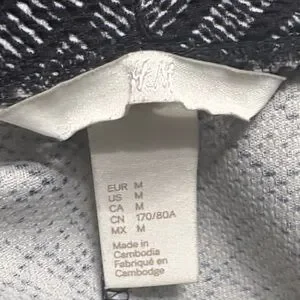 H&M
EUR M
US M
CA M
CN 170/80A
MX M
Made in
Cambodia
Fabriqué en
Cambodge